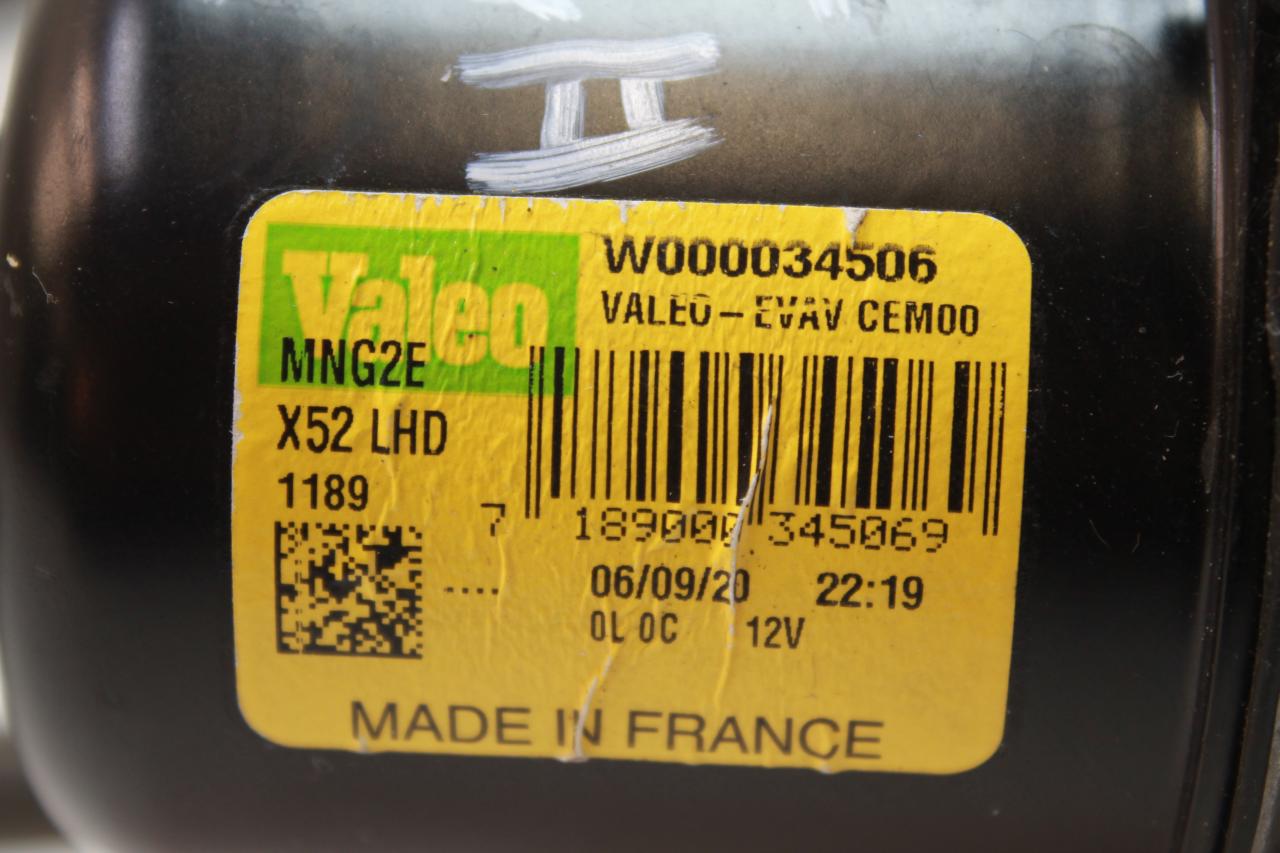 Valeo
W000034506
VALEO-EVAV CEM00
MNG2E
X52 LHD
1189
7 189000 345069
06/09/20 22:19
0L 0C 12V
MADE IN FRANCE
II